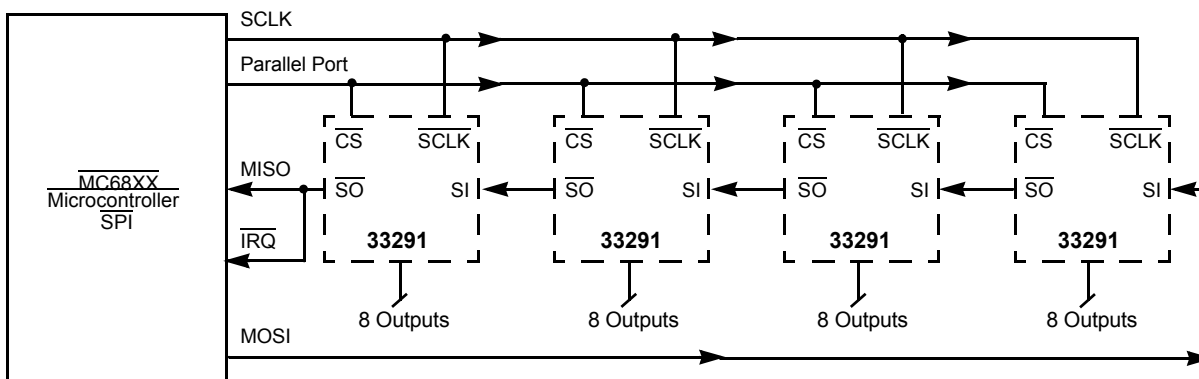 SCLK
Parallel Port
CS SCLK
CS SCLK
CS SCLK
CS SCLK
MC68XX
Microcontroller
SPI
MISO
SO SI
SO SI
SO SI
SO SI
IRQ
33291
33291
33291
33291
8 Outputs
8 Outputs
8 Outputs
8 Outputs
MOSI